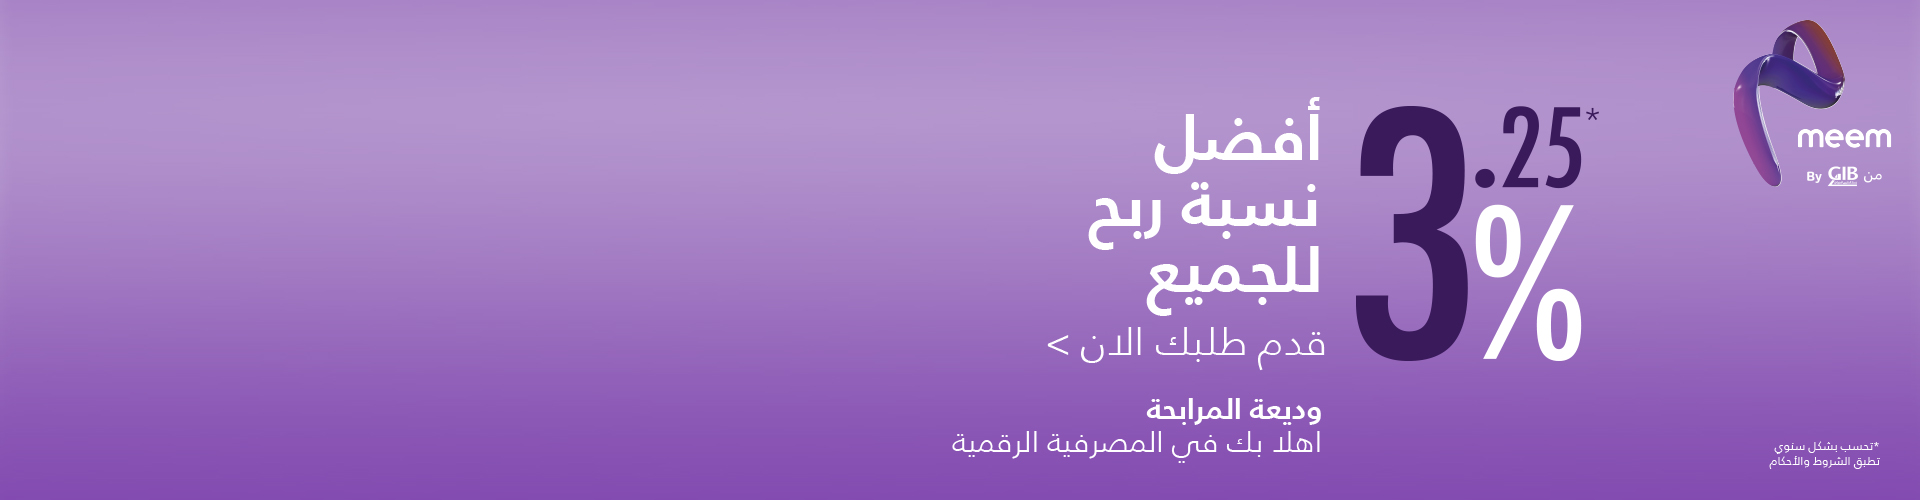 meem
By GIB من
3.25*%
أفضل
نسبة ربح
للجميع
قدم طلبك الان >
وديعة المرابحة
اهلا بك في المصرفية الرقمية
*تحسب بشكل سنوي
تطبق الشروط والأحكام